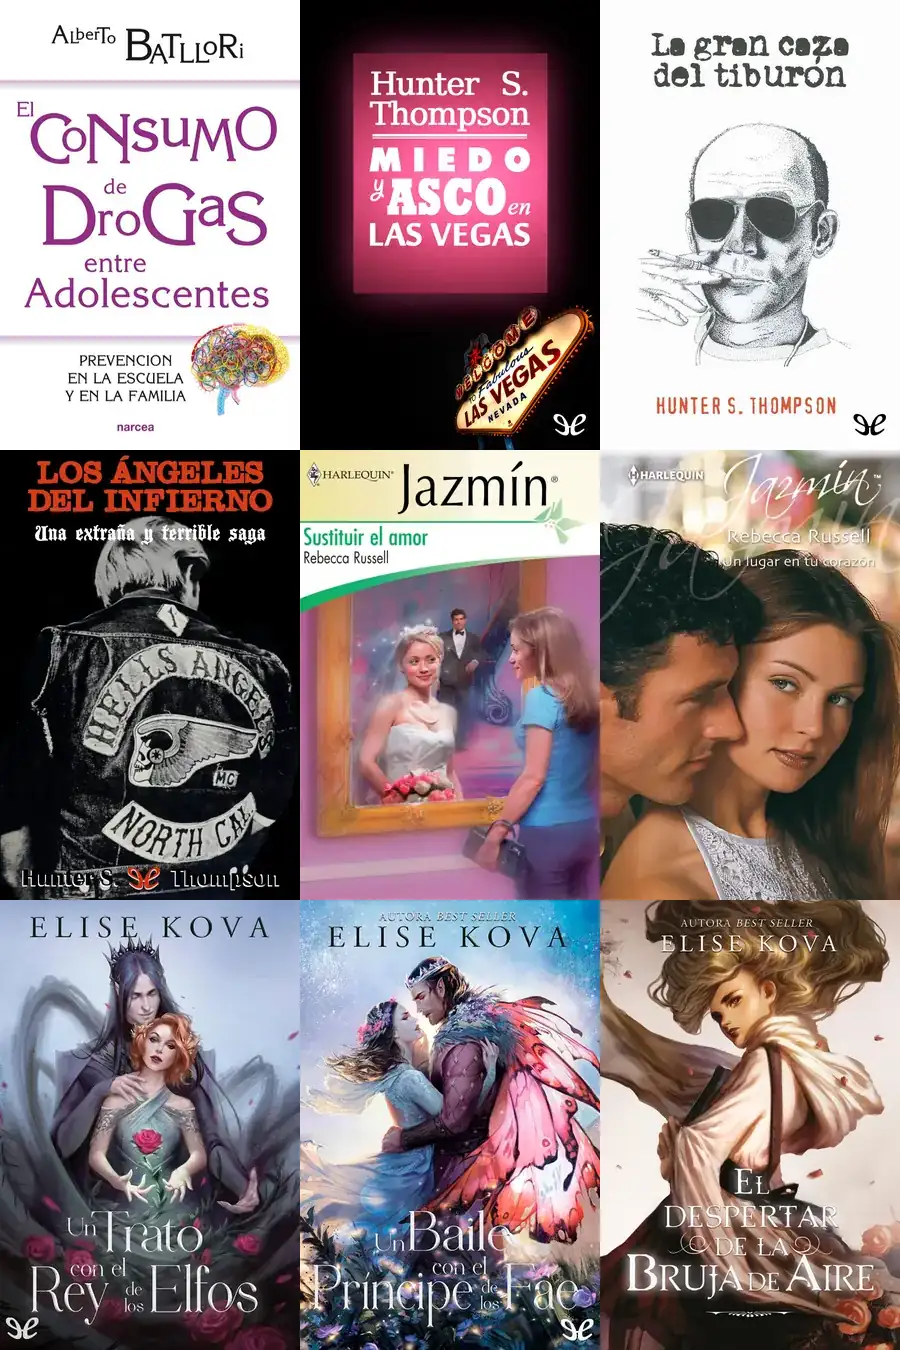 Alberto BATLLORi
El
CoNSUMO
de
DroGaS
entre
Adolescentes
PREVENCION
EN LA ESCUELA
Y EN LA FAMILIA
narcea
Hunter S.
Thompson
MIEDO
y ASCO en
LAS VEGAS
WELCOME
TO Fabulous
LAS VEGAS
NEVADA
La gran caza
del tiburón
HUNTER S. THOMPSON
LOS ÁNGELES
DEL INFIERNO
Una extraña y terrible saga
1
HELLS ANGELS
MC
NORTH CAL
Hunter S. Thompson
HARLEQUIN®
Jazmín®
Sustituir el amor
Rebecca Russell
HARLEQUIN™
Jazmín™
Rebecca Russell
Un lugar en tu corazón
ELISE KOVA
Un Trato
con el
Rey de los Elfos
AUTORA BEST SELLER
ELISE KOVA
Un Baile
con el
Príncipe de los Fae
AUTORA BEST SELLER
ELISE KOVA
EL
DESPERTAR
DE LA
BRUJA DE AIRE